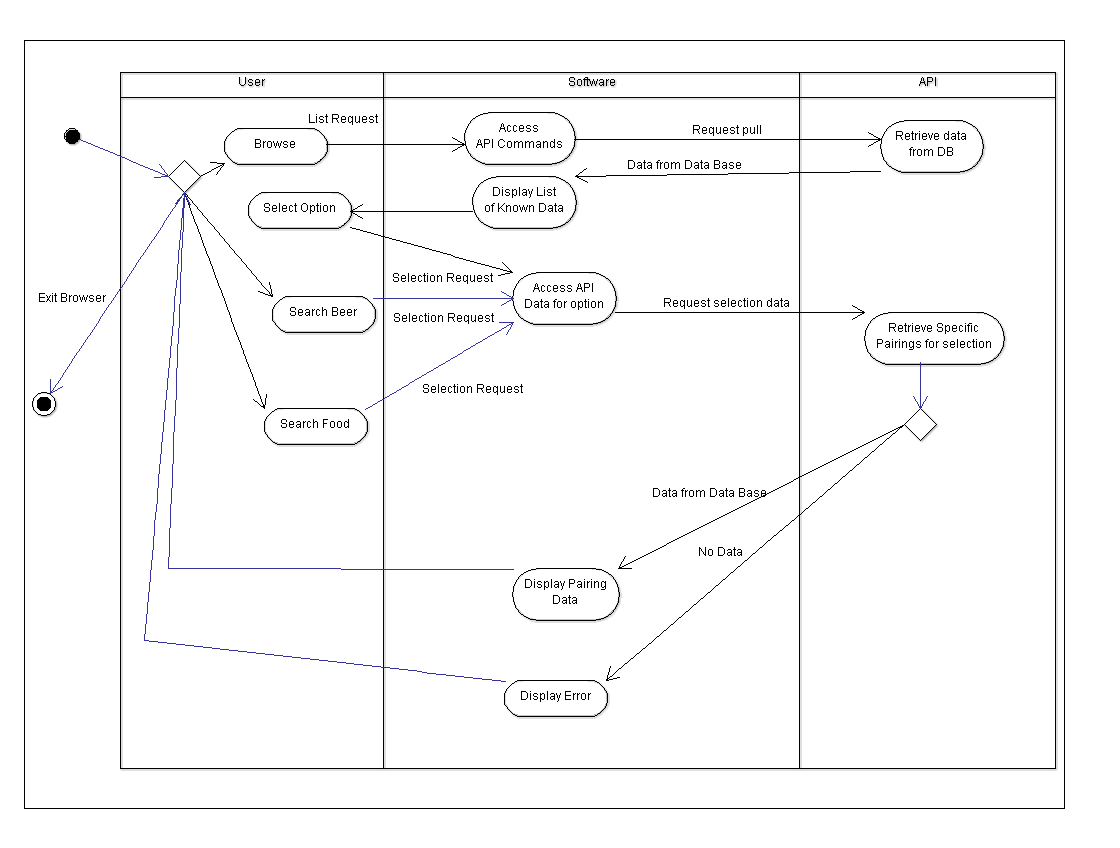 User
Software
API
List Request
Browse
Access
API Commands
Request pull
Retrieve data
from DB
Data from Data Base
Display List
of Known Data
Select Option
Selection Request
Access API
Data for option
Exit Browser
Search Beer
Selection Request
Request selection data
Retrieve Specific
Pairings for selection
Selection Request
Search Food
Data from Data Base
No Data
Display Pairing
Data
Display Error